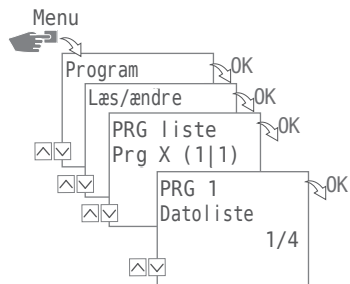 Menu
Program
OK
Læs/ændre
OK
PRG liste
Prg X (1|1)
OK
PRG 1
Datoliste
1/4
OK